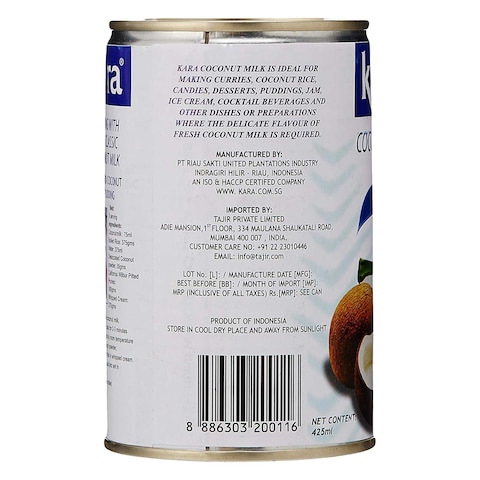 KARA COCONUT MILK IS IDEAL FOR
MAKING CURRIES, COCONUT RICE,
CANDIES, DESSERTS, PUDDINGS, JAM,
ICE CREAM, COCKTAIL BEVERAGES AND
OTHER DISHES OR PREPARATIONS
WHERE THE DELICATE FLAVOUR OF
FRESH COCONUT MILK IS REQUIRED.
MANUFACTURED BY:
PT RIAU SAKTI UNITED PLANTATIONS INDUSTRY
INDRAGIRI HILIR - RIAU, INDONESIA
AN ISO & HACCP CERTIFED COMPANY
WWW.KARA.COM.SG
IMPORTED BY:
TAJIR PRIVATE LIMITED
ADIE MANSION,1ST FLOOR, 334 MAULANA SHAUKATALI ROAD,
MUMBAI 400 007 , INDIA,
CUSTOMER CARE NO: +91 22 23010446
EMAIL: info@tajir.com
LOT No. [L]: / MANUFACTURE DATE [MFG]:
BEST BEFORE [BB]: / MONTH OF IMPORT [IMP]:
MRP (INCLUSIVE OF ALL TAXES) Rs.[MRP]: SEE CAN
PRODUCT OF INDONESIA
STORE IN COOL DRY PLACE AND AWAY FROM SUNLIGHT
8 886303 200116
ra®
WITH
MILK
COCONUT
k
COC
NET CONTENT
425ml